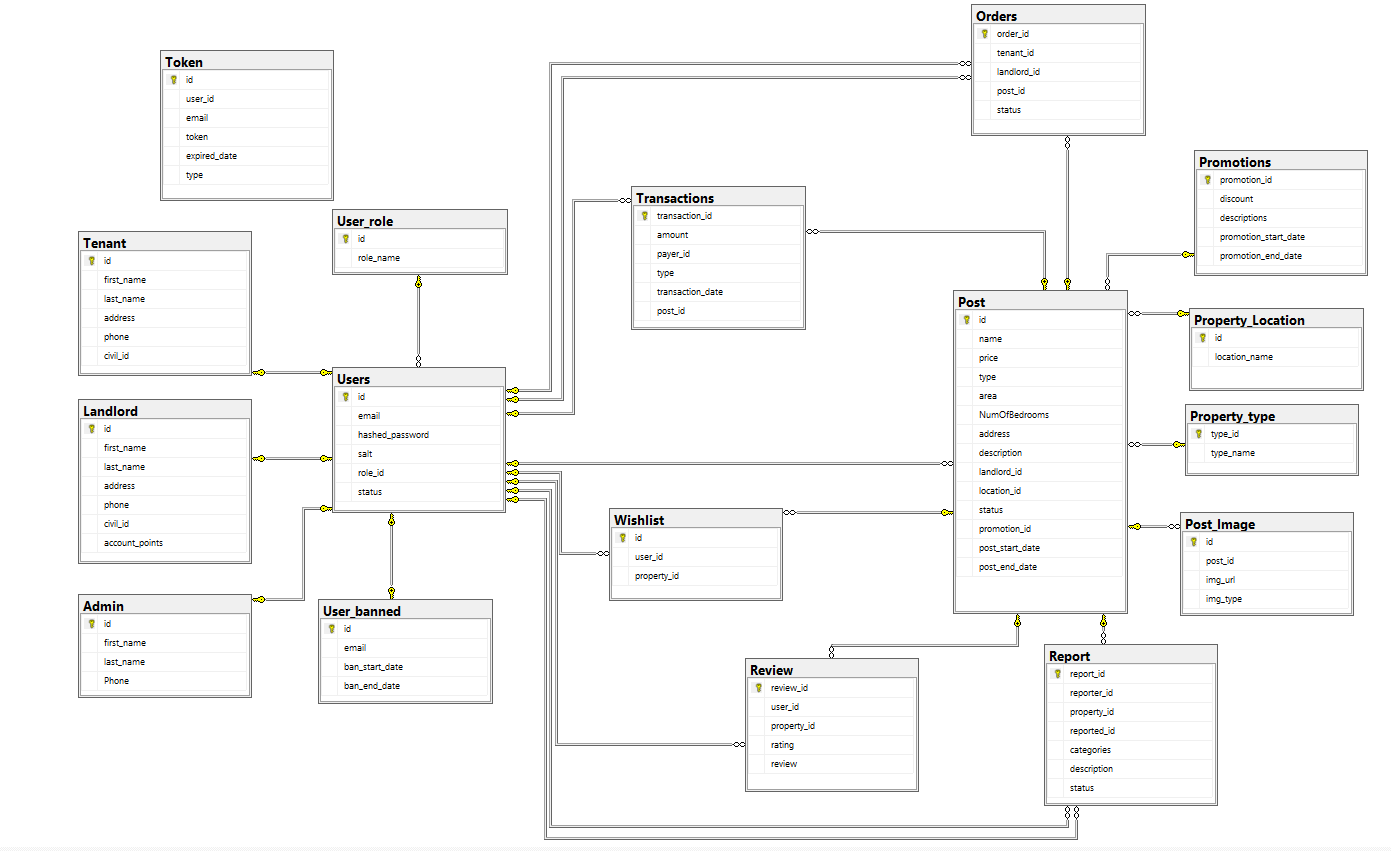 Orders
order_id
tenant_id
landlord_id
post_id
status
Token
id
user_id
email
token
expired_date
type
Promotions
promotion_id
discount
descriptions
promotion_start_date
promotion_end_date
Transactions
transaction_id
amount
payer_id
type
transaction_date
post_id
User_role
id
role_name
Tenant
id
first_name
last_name
address
phone
civil_id
Post
id
name
price
type
area
NumOfBedrooms
address
description
landlord_id
location_id
status
promotion_id
post_start_date
post_end_date
Property_Location
id
location_name
Users
id
email
hashed_password
salt
role_id
status
Landlord
id
first_name
last_name
address
phone
civil_id
account_points
Property_type
type_id
type_name
Wishlist
id
user_id
property_id
Post_Image
id
post_id
img_url
img_type
Admin
id
first_name
last_name
Phone
User_banned
id
email
ban_start_date
ban_end_date
Review
review_id
user_id
property_id
rating
review
Report
report_id
reporter_id
property_id
reported_id
categories
description
status